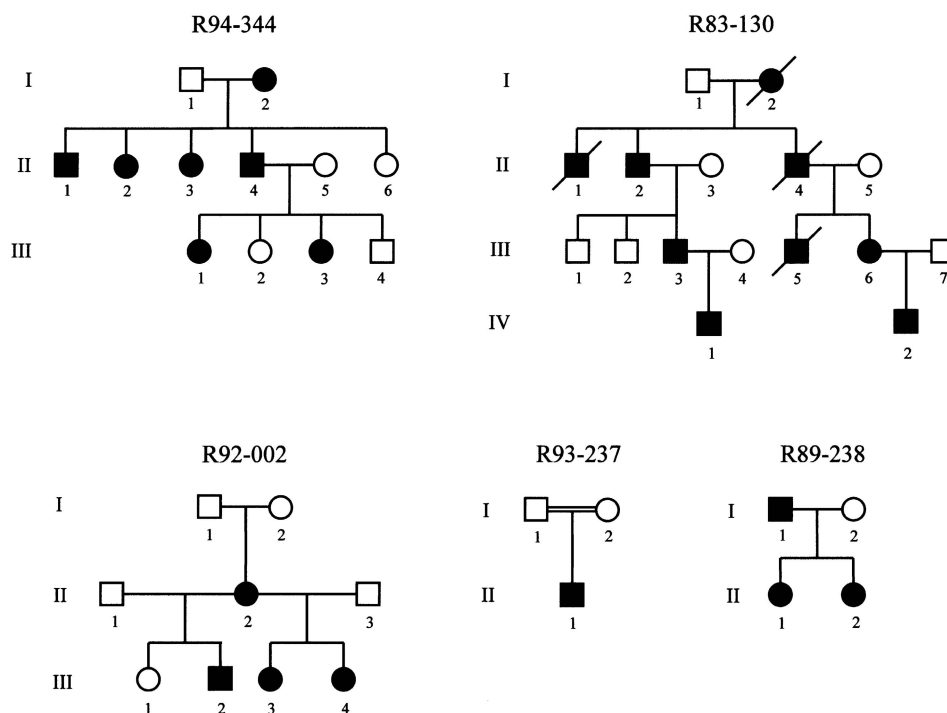 R94-344
I
1 2
II
1 2 3 4 5 6
III
1 2 3 4
R83-130
I
1 2
II
1 2 3 4 5
III
1 2 3 4 5 6 7
IV
1 2
R92-002
I
1 2
II
1 2 3
III
1 2 3 4
R93-237
I
1 2
II
1
R89-238
I
1 2
II
1 2